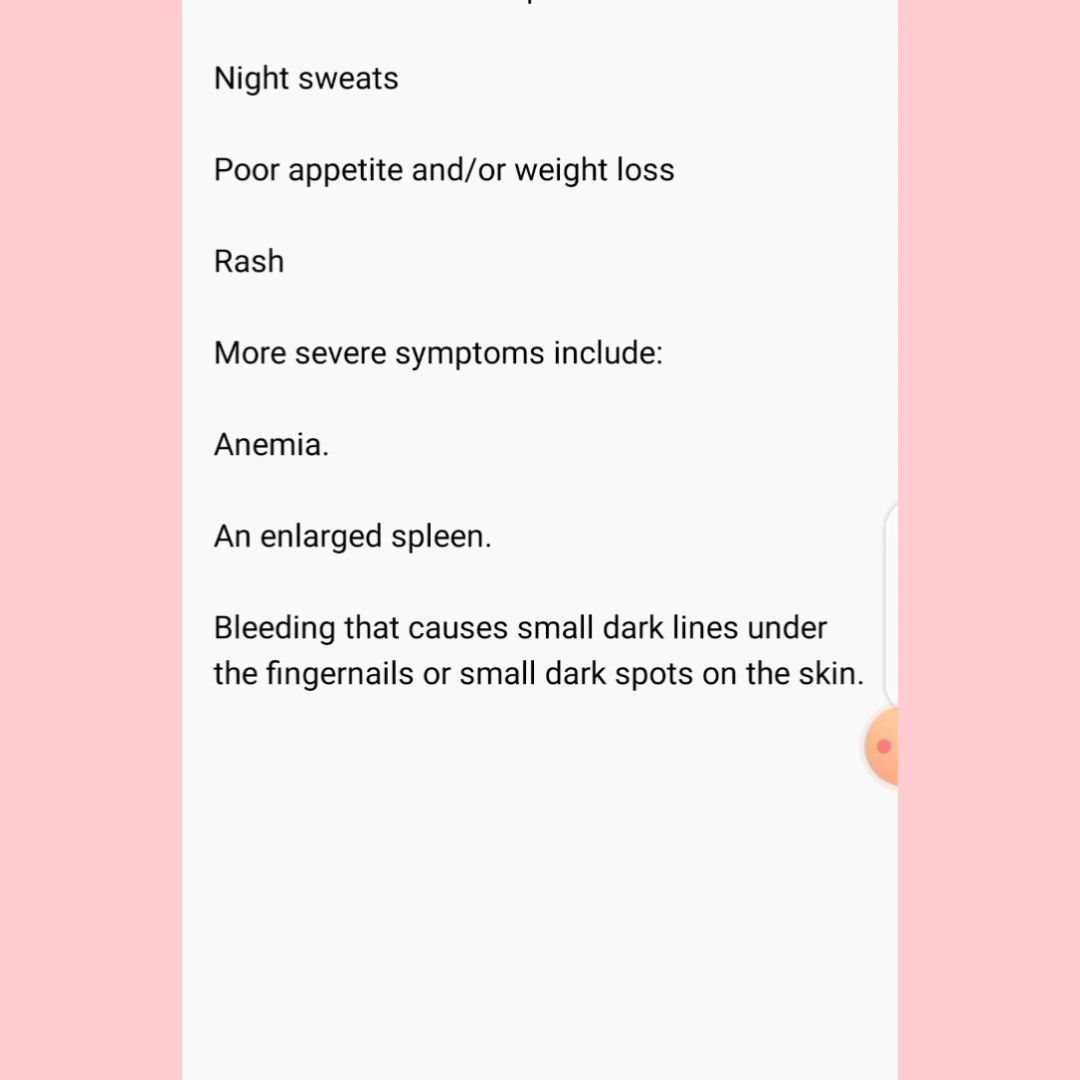 Night sweats
Poor appetite and/or weight loss
Rash
More severe symptoms include:
Anemia.
An enlarged spleen.
Bleeding that causes small dark lines under
the fingernails or small dark spots on the skin.